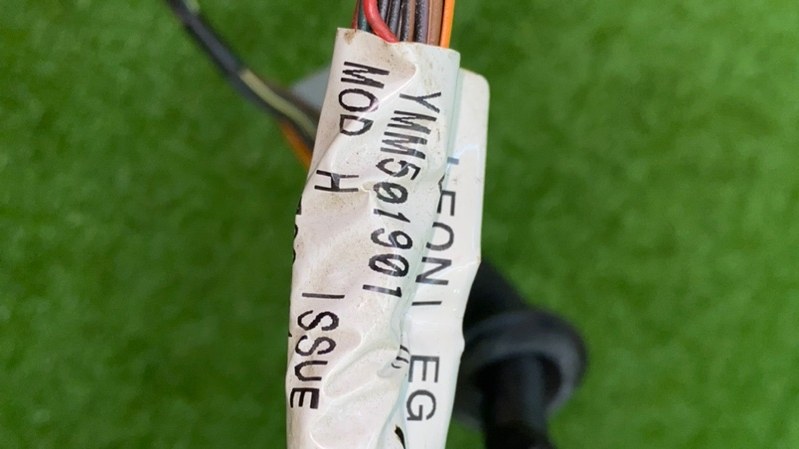 LEONI EG
YMM501901
MOD H ISSUE